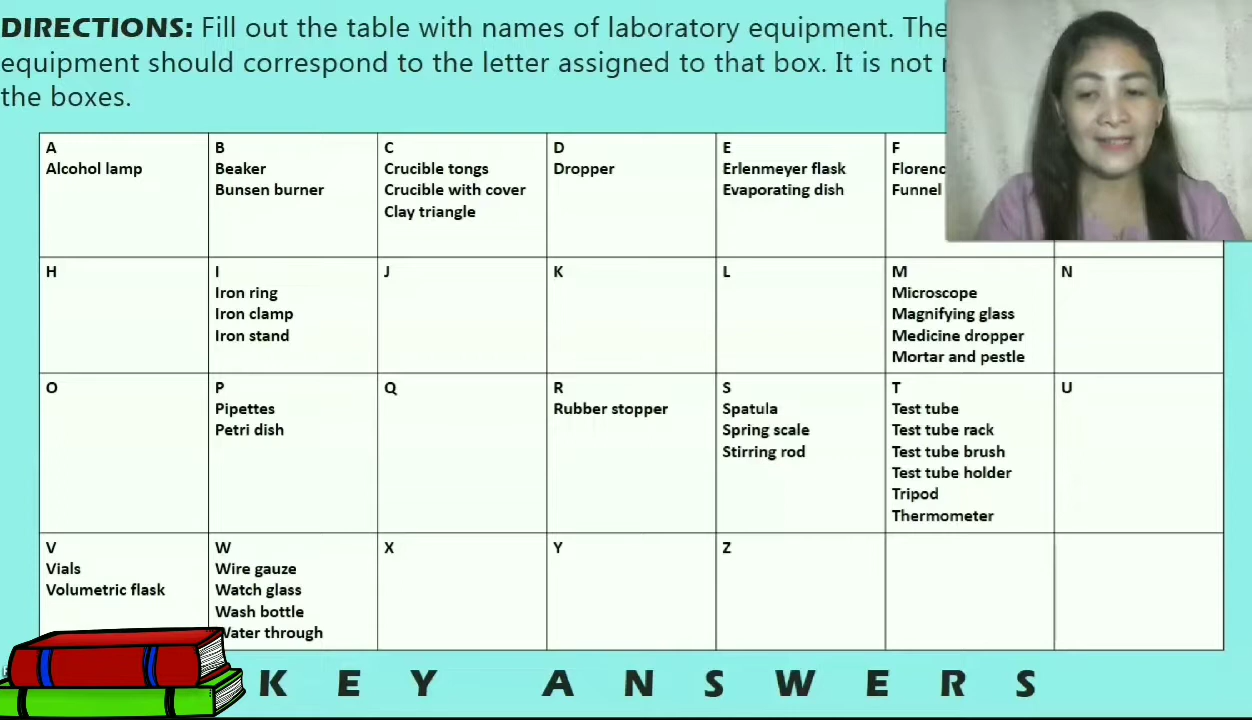 DIRECTIONS: Fill out the table with names of laboratory equipment. The
equipment should correspond to the letter assigned to that box. It is not
the boxes.
A
Alcohol lamp
B
Beaker
Bunsen burner
C
Crucible tongs
Crucible with cover
Clay triangle
D
Dropper
E
Erlenmeyer flask
Evaporating dish
F
Funnel
H
I
Iron ring
Iron clamp
Iron stand
J
K
L
M
Microscope
Magnifying glass
Medicine dropper
Mortar and pestle
N
O
P
Pipettes
Petri dish
Q
R
Rubber stopper
S
Spatula
Spring scale
Stirring rod
T
Test tube
Test tube rack
Test tube brush
Test tube holder
Tripod
Thermometer
U
V
Vials
Volumetric flask
W
Wire gauze
Watch glass
Wash bottle
Water through
X
Y
Z
KEY ANSWERS